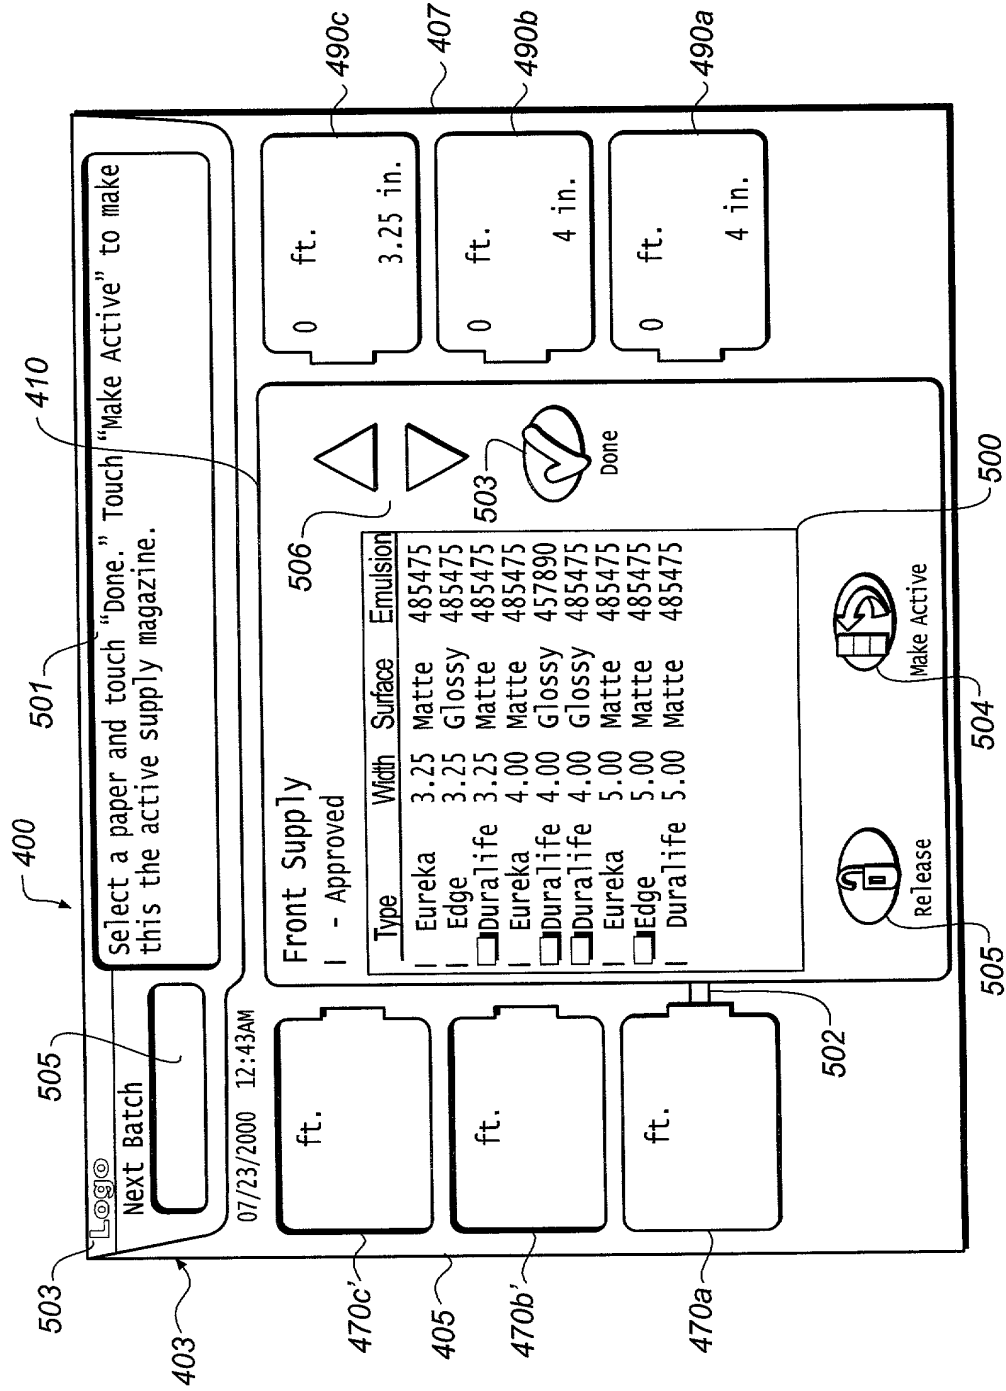 400
501
410
503
Logo
Select a paper and touch “Done.” Touch “Make Active” to make
this the active supply magazine.
Next Batch
505
403
07/23/2000 12:43AM
Front Supply
| - Approved
Type Width Surface Emulsion
| Eureka 3.25 Matte 485475
| Edge 3.25 Glossy 485475
Duralife 3.25 Matte 485475
| Eureka 4.00 Matte 485475
Duralife 4.00 Glossy 457890
Duralife 4.00 Glossy 485475
| Eureka 5.00 Matte 485475
Edge 5.00 Matte 485475
| Duralife 5.00 Matte 485475
506
503
Done
Release
Make Active
505
504
500
502
ft.
470c'
405
ft.
470b'
ft.
470a
0 ft.
3.25 in.
490c
407
0 ft.
4 in.
490b
0 ft.
4 in.
490a